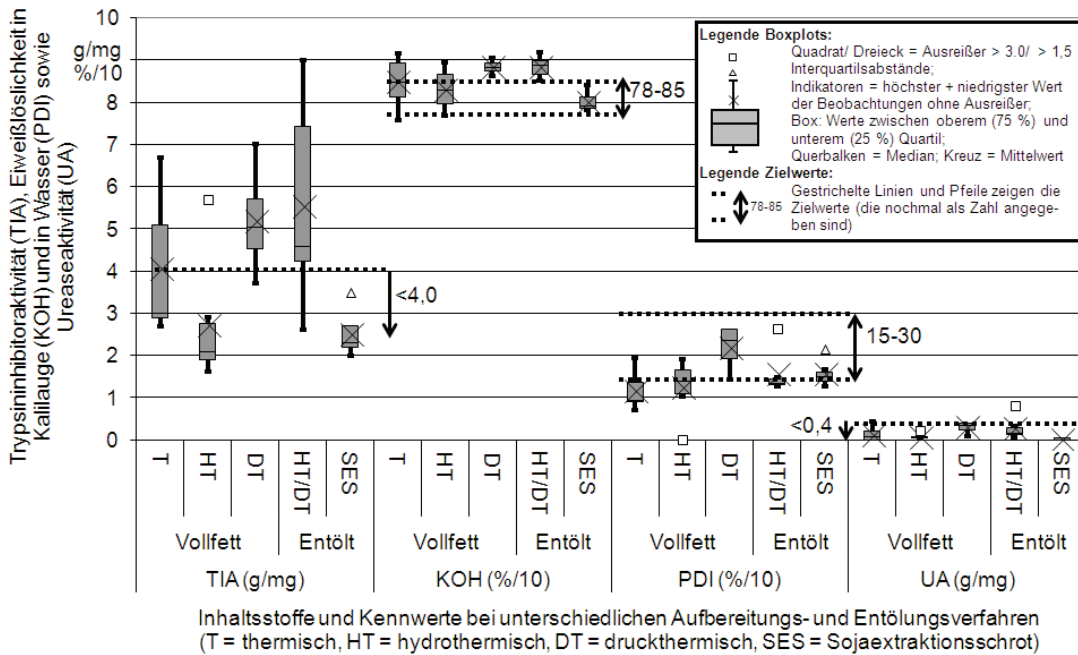 Trypsininhibitoraktivität (TIA), Eiweißlöslichkeit in
Kalilauge (KOH) und in Wasser (PDI) sowie
Ureaseaktivität (UA)
g/mg
%/10
10
9
8
7
6
5
4
3
2
1
0
<4,0
78-85
15-30
<0,4
Legende Boxplots:
Quadrat/ Dreieck = Ausreißer > 3.0/ > 1,5
Interquartilsabstände;
Indikatoren = höchster + niedrigster Wert
der Beobachtungen ohne Ausreißer;
Box: Werte zwischen oberem (75 %) und
unterem (25 %) Quartil;
Querbalken = Median; Kreuz = Mittelwert
Legende Zielwerte:
78-85
Gestrichelte Linien und Pfeile zeigen die
Zielwerte (die nochmal als Zahl angege-
ben sind)
T HT DT HT/DT SES T HT DT HT/DT SES T HT DT HT/DT SES T HT DT HT/DT SES
Vollfett Entölt Vollfett Entölt Vollfett Entölt Vollfett Entölt
TIA (g/mg) KOH (%/10) PDI (%/10) UA (g/mg)
Inhaltsstoffe und Kennwerte bei unterschiedlichen Aufbereitungs- und Entölungsverfahren
(T = thermisch, HT = hydrothermisch, DT = druckthermisch, SES = Sojaextraktionsschrot)